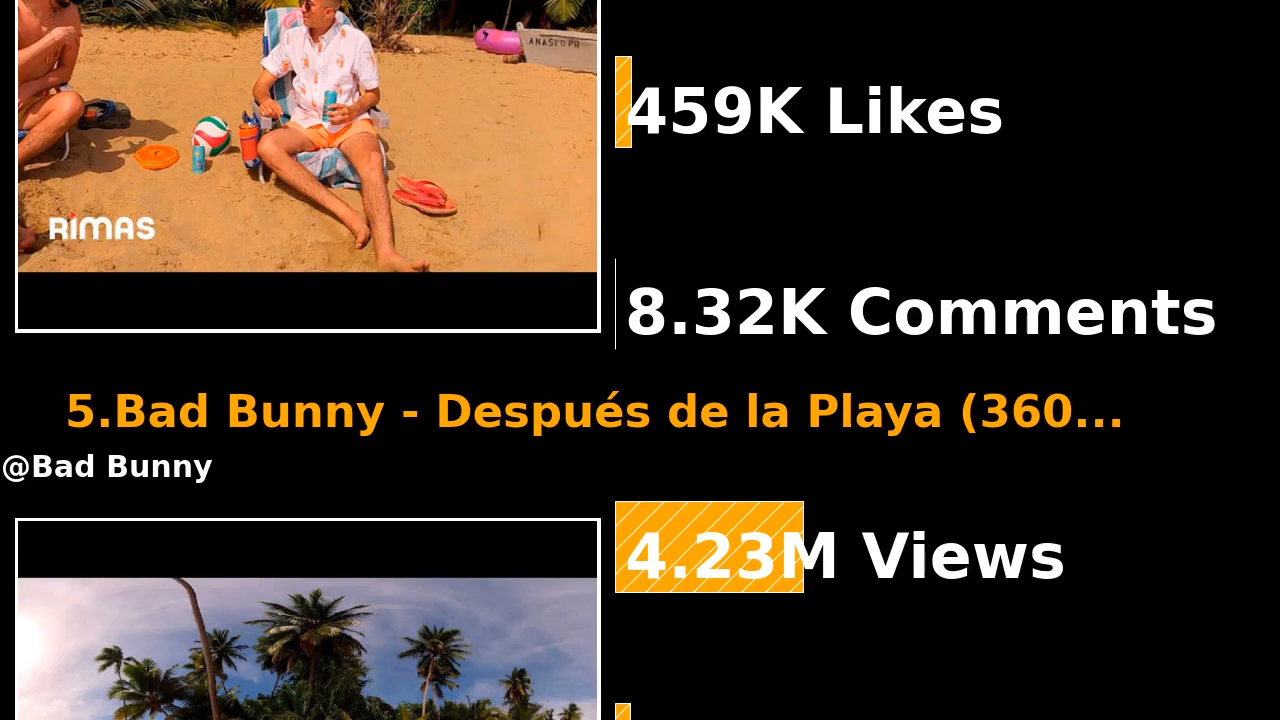 ANASCO PR
RIMAS
459K Likes
8.32K Comments
5.Bad Bunny - Después de la Playa (360...
@Bad Bunny
4.23M Views